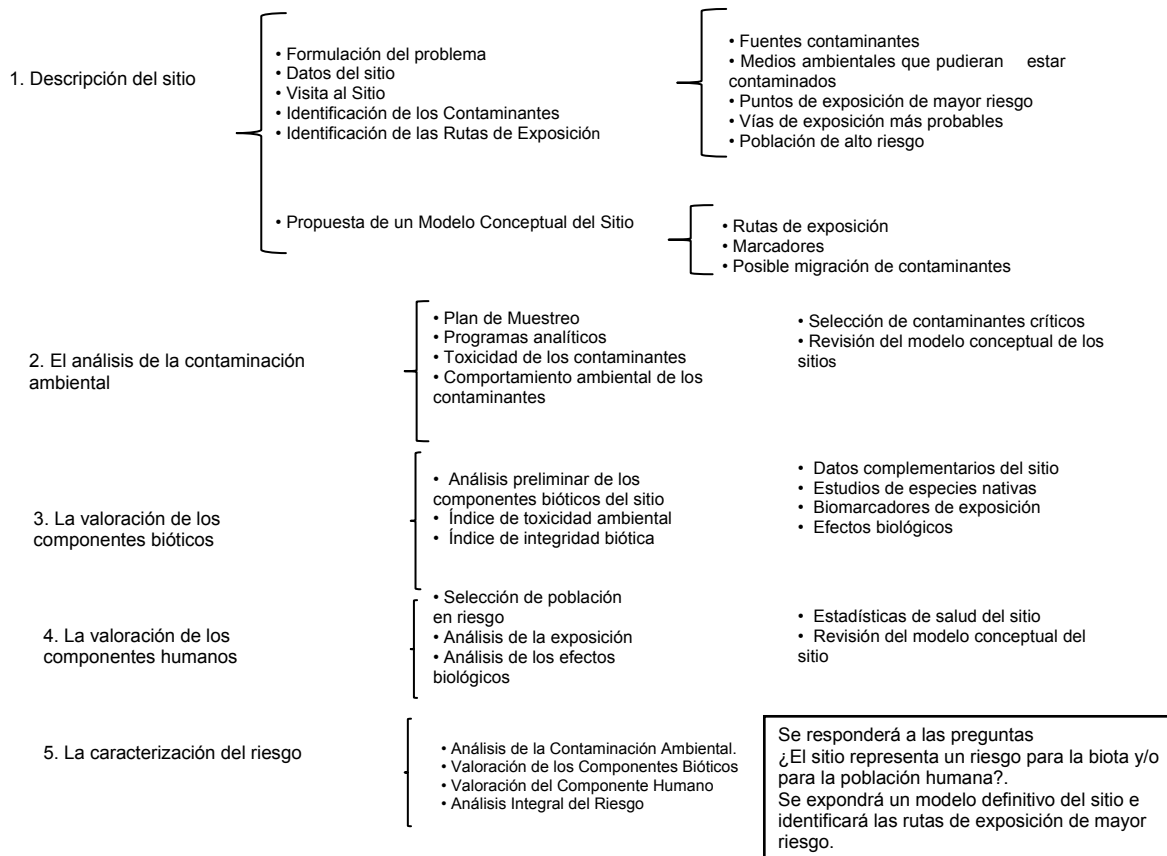 1. Descripción del sitio
• Formulación del problema
• Datos del sitio
• Visita al Sitio
• Identificación de los Contaminantes
• Identificación de las Rutas de Exposición
• Fuentes contaminantes
• Medios ambientales que pudieran estar
contaminados
• Puntos de exposición de mayor riesgo
• Vías de exposición más probables
• Población de alto riesgo
• Propuesta de un Modelo Conceptual del Sitio
• Rutas de exposición
• Marcadores
• Posible migración de contaminantes
2. El análisis de la contaminación
ambiental
• Plan de Muestreo
• Programas analíticos
• Toxicidad de los contaminantes
• Comportamiento ambiental de los
contaminantes
• Selección de contaminantes críticos
• Revisión del modelo conceptual de los
sitios
3. La valoración de los
componentes bióticos
• Análisis preliminar de los
componentes bióticos del sitio
• Índice de toxicidad ambiental
• Índice de integridad biótica
• Datos complementarios del sitio
• Estudios de especies nativas
• Biomarcadores de exposición
• Efectos biológicos
4. La valoración de los
componentes humanos
• Selección de población
en riesgo
• Análisis de la exposición
• Análisis de los efectos
biológicos
• Estadísticas de salud del sitio
• Revisión del modelo conceptual del
sitio
5. La caracterización del riesgo
• Análisis de la Contaminación Ambiental.
• Valoración de los Componentes Bióticos
• Valoración del Componente Humano
• Análisis Integral del Riesgo
Se responderá a las preguntas
¿El sitio representa un riesgo para la biota y/o
para la población humana?.
Se expondrá un modelo definitivo del sitio e
identificará las rutas de exposición de mayor
riesgo.